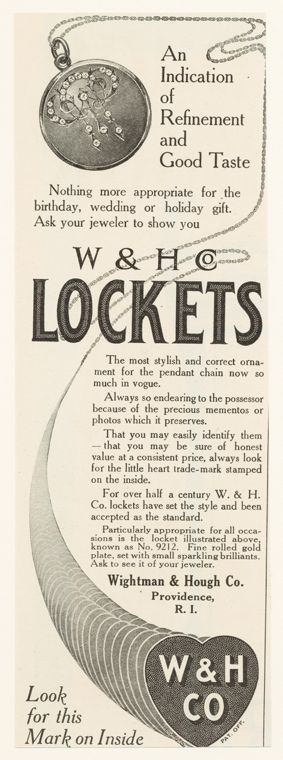 An
Indication
of
Refinement
and
Good Taste
Nothing more appropriate for the
birthday, wedding or holiday gift.
Ask your jeweler to show you
W & H Co
LOCKETS
The most stylish and correct orna-
ment for the pendant chain now so
much in vogue.
Always so endearing to the possessor
because of the precious mementos or
photos which it preserves.
That you may easily identify them
—that you may be sure of honest
value at a consistent price, always look
for the little heart trade-mark stamped
on the inside.
For over half a century W. & H.
Co. lockets have set the style and been
accepted as the standard.
Particularly appropriate for all occa-
sions is the locket illustrated above,
known as No. 9212. Fine rolled gold
plate, set with small sparkling brilliants.
Ask to see it of your jeweler.
Wightman & Hough Co.
Providence,
R. I.
W & H
CO
PAT. OFF.
Look
for this
Mark on Inside